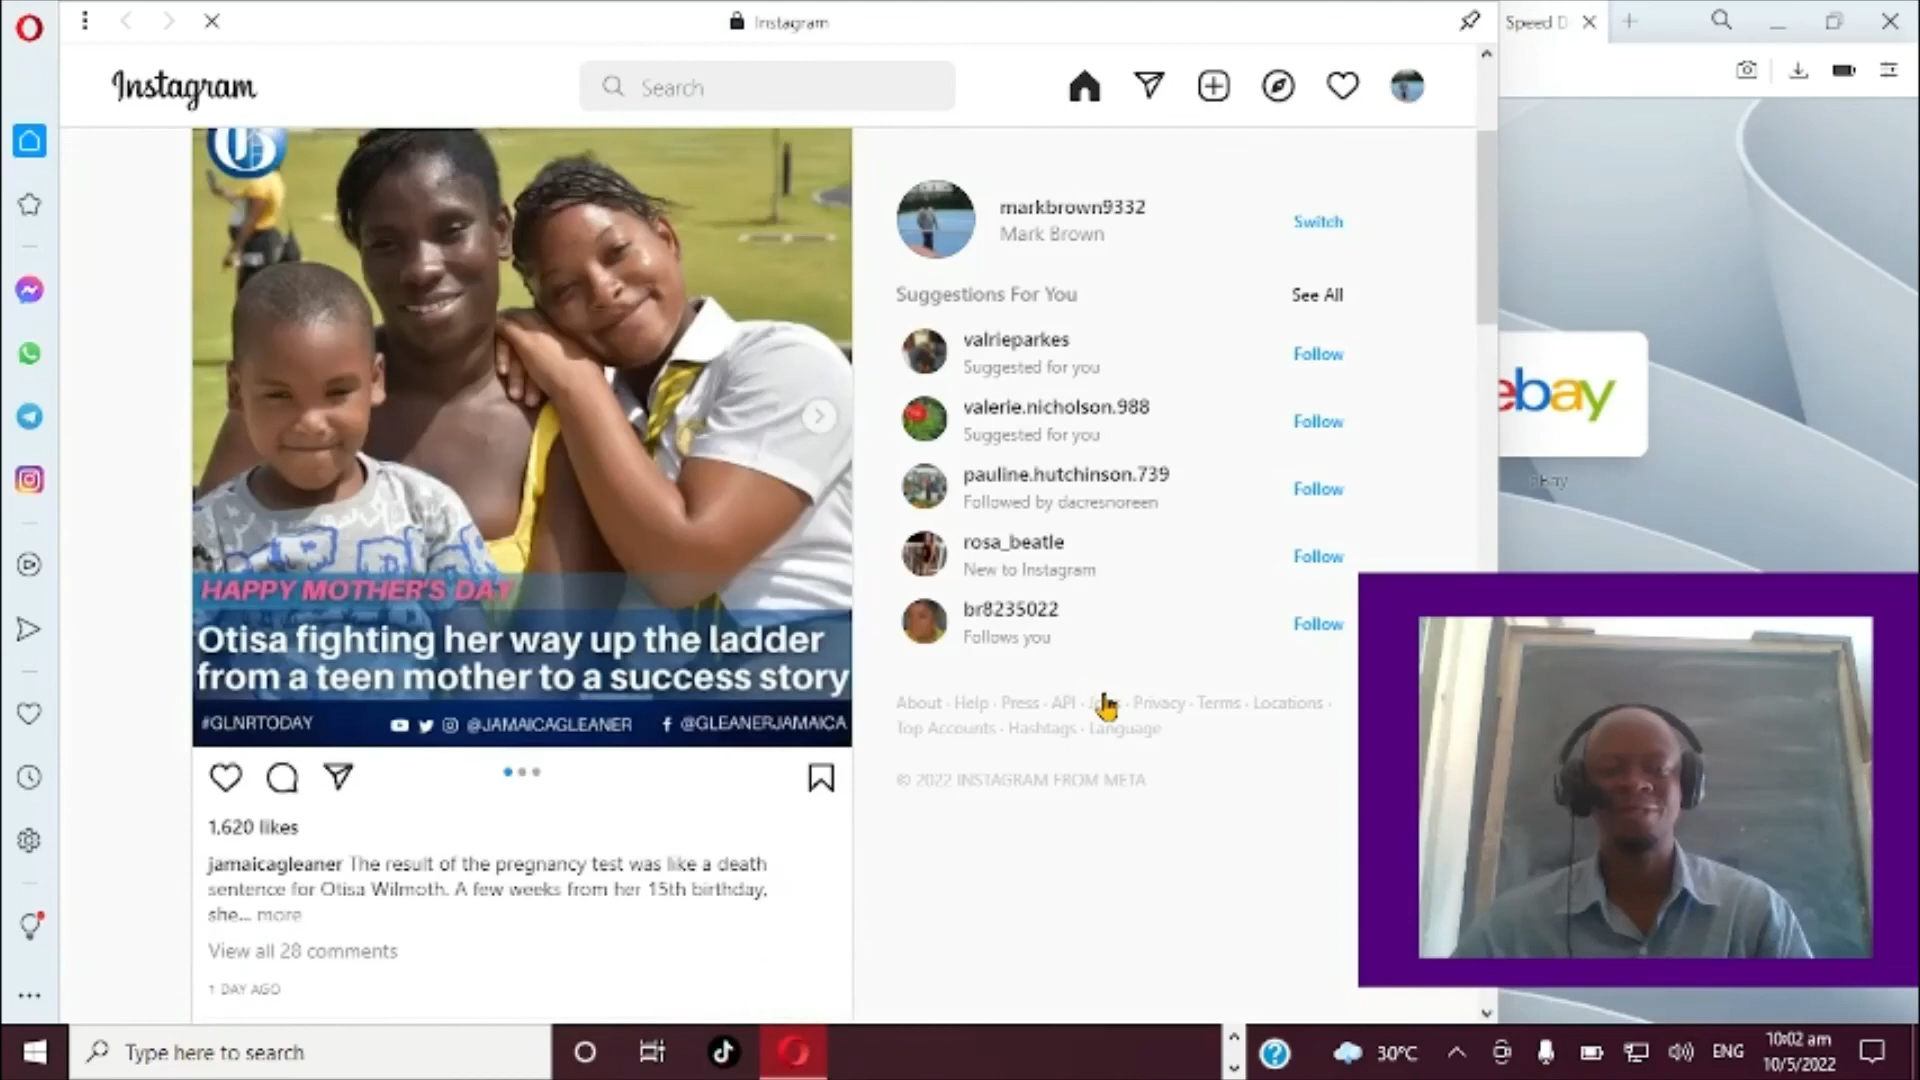 Instagram
Speed D
Instagram
Search
HAPPY MOTHER'S DAY
Otisa fighting her way up the ladder
from a teen mother to a success story
#GLNRTODAY
@JAMAICAGLEANER
@GLEANERJAMAICA
1,620 likes
jamaicagleaner The result of the pregnancy test was like a death
sentence for Otisa Wilmoth. A few weeks from her 15th birthday,
she... more
View all 28 comments
1 DAY AGO
markbrown9332
Mark Brown
Switch
Suggestions For You
See All
valrieparkes
Suggested for you
Follow
valerie.nicholson.988
Suggested for you
Follow
pauline.hutchinson.739
Followed by dacresnoreen
Follow
rosa_beatle
New to Instagram
Follow
br8235022
Follows you
Follow
About · Help · Press · API · · Privacy · Terms · Locations ·
Top Accounts · Hashtags · Language
© 2022 INSTAGRAM FROM META
ebay
eBay
Type here to search
30°C
ENG
10:02 am
10/5/2022